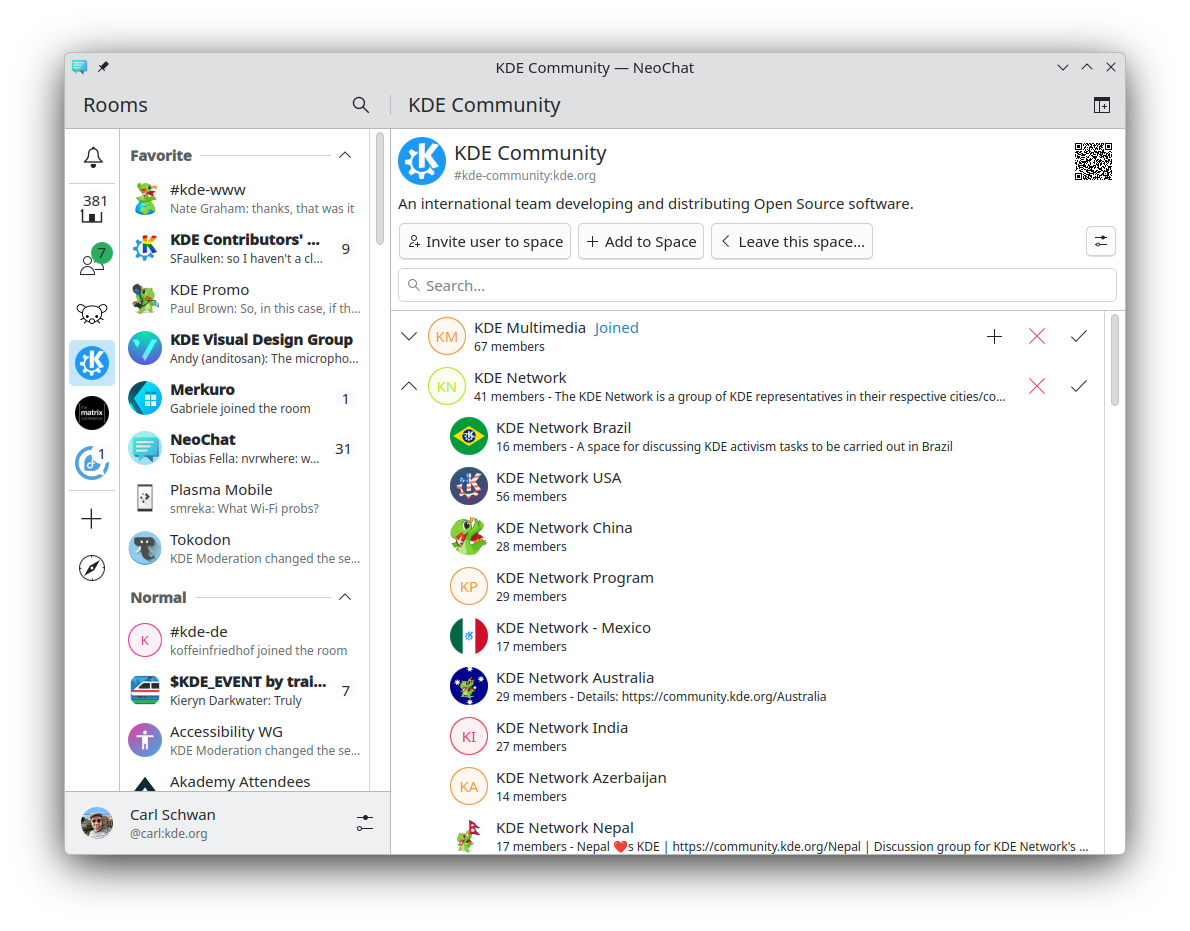 KDE Community — NeoChat
Rooms
KDE Community
381
7
matrix
1
Favorite
#kde-www
Nate Graham: thanks, that was it
KDE Contributors' ...
SFaulken: so I haven't a cl...
9
KDE Promo
Paul Brown: So, in this case, if th...
KDE Visual Design Group
Andy (anditosan): The micropho...
Merkuro
Gabriele joined the room
1
NeoChat
Tobias Fella: nvrwhere: w...
31
Plasma Mobile
smreka: What Wi-Fi probs?
Tokodon
KDE Moderation changed the se...
Normal
K
#kde-de
koffeinfriedhof joined the room
$KDE_EVENT by trai...
Kieryn Darkwater: Truly
7
Accessibility WG
KDE Moderation changed the se...
Akademy Attendees
Carl Schwan
@carl:kde.org
KDE Community
#kde-community:kde.org
An international team developing and distributing Open Source software.
Invite user to space
Add to Space
Leave this space...
Search...
KM
KDE Multimedia Joined
67 members
KN
KDE Network
41 members - The KDE Network is a group of KDE representatives in their respective cities/co...
KDE Network Brazil
16 members - A space for discussing KDE activism tasks to be carried out in Brazil
KDE Network USA
56 members
KDE Network China
28 members
KP
KDE Network Program
29 members
KDE Network - Mexico
17 members
KDE Network Australia
29 members - Details: https://community.kde.org/Australia
KI
KDE Network India
27 members
KA
KDE Network Azerbaijan
14 members
KDE Network Nepal
17 members - Nepal ❤️s KDE | https://community.kde.org/Nepal | Discussion group for KDE Network's ...